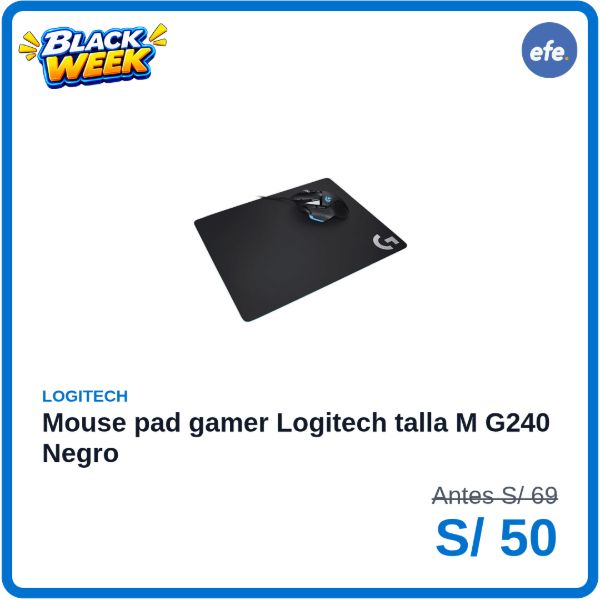 BLACK
WEEK
efe.
G
LOGITECH
Mouse pad gamer Logitech talla M G240
Negro
Antes S/ 69
S/ 50